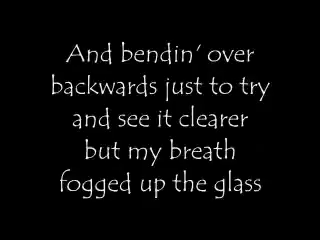 And bendin' over
backwards just to try
and see it clearer
but my breath
fogged up the glass